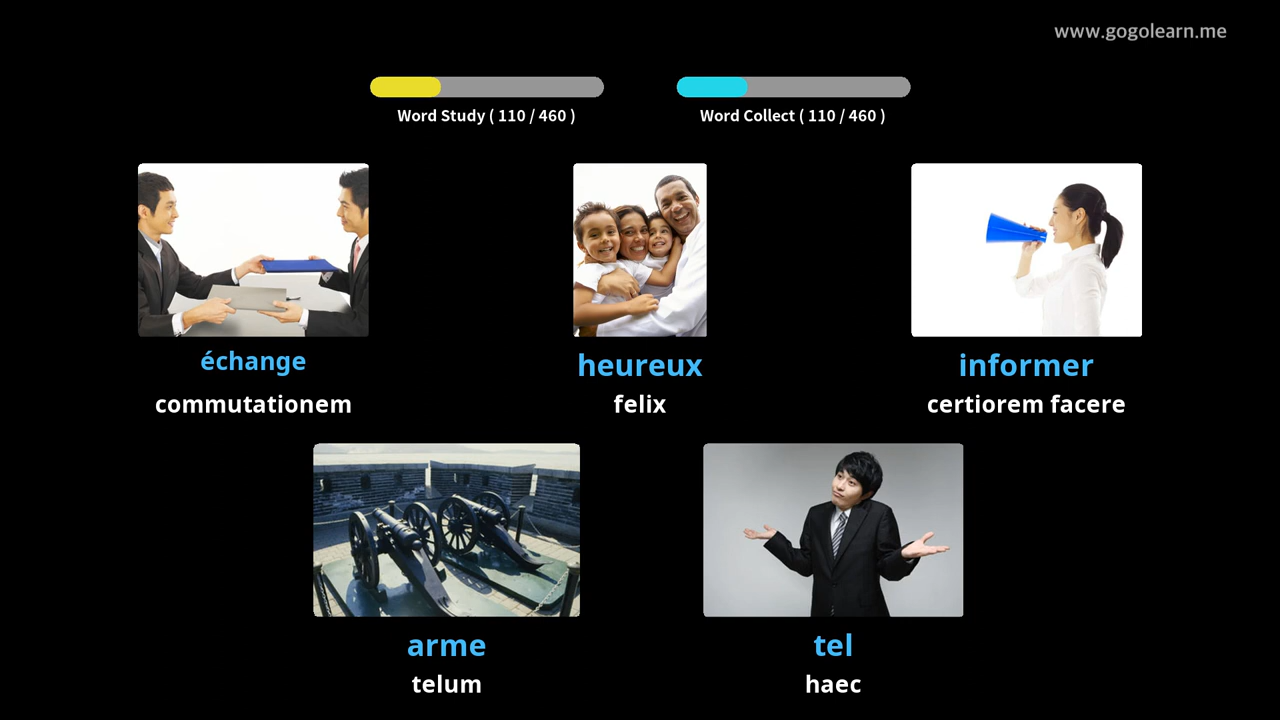 www.gogolearn.me
Word Study ( 110 / 460 )
Word Collect ( 110 / 460 )
échange
heureux
informer
commutationem
felix
certiorem facere
arme
tel
telum
haec